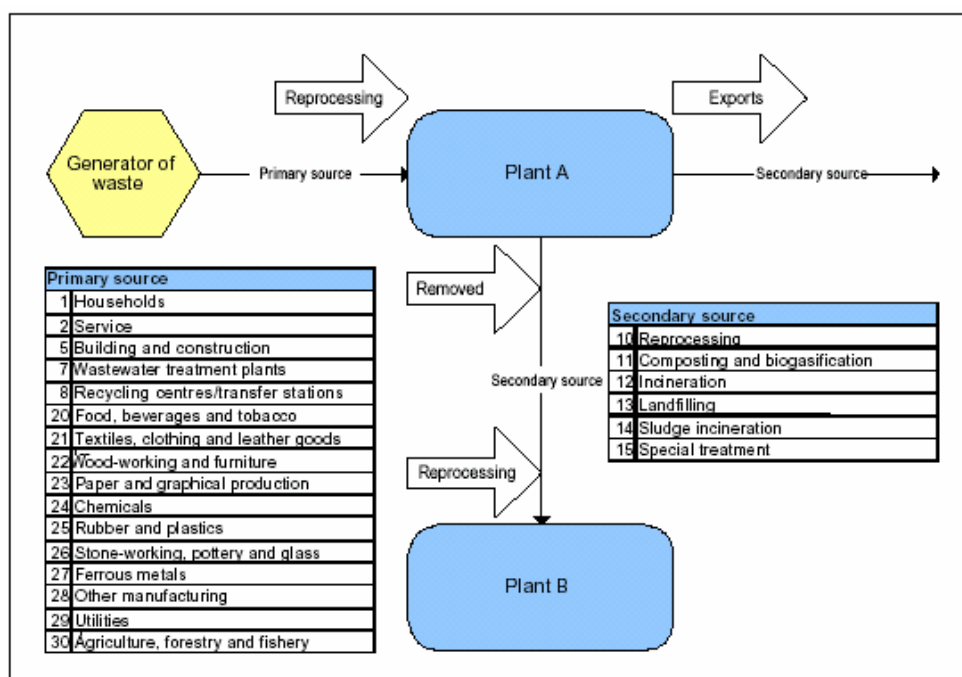 Reprocessing
Exports
Generator of
waste
Primary source
Plant A
Secondary source
Removed
Primary source
1 Households
2 Service
5 Building and construction
7 Wastewater treatment plants
8 Recycling centres/transfer stations
20 Food, beverages and tobacco
21 Textiles, clothing and leather goods
22 Wood-working and furniture
23 Paper and graphical production
24 Chemicals
25 Rubber and plastics
26 Stone-working, pottery and glass
27 Ferrous metals
28 Other manufacturing
29 Utilities
30 Agriculture, forestry and fishery
Secondary source
Secondary source
10 Reprocessing
11 Composting and biogasification
12 Incineration
13 Landfilling
14 Sludge incineration
15 Special treatment
Reprocessing
Plant B